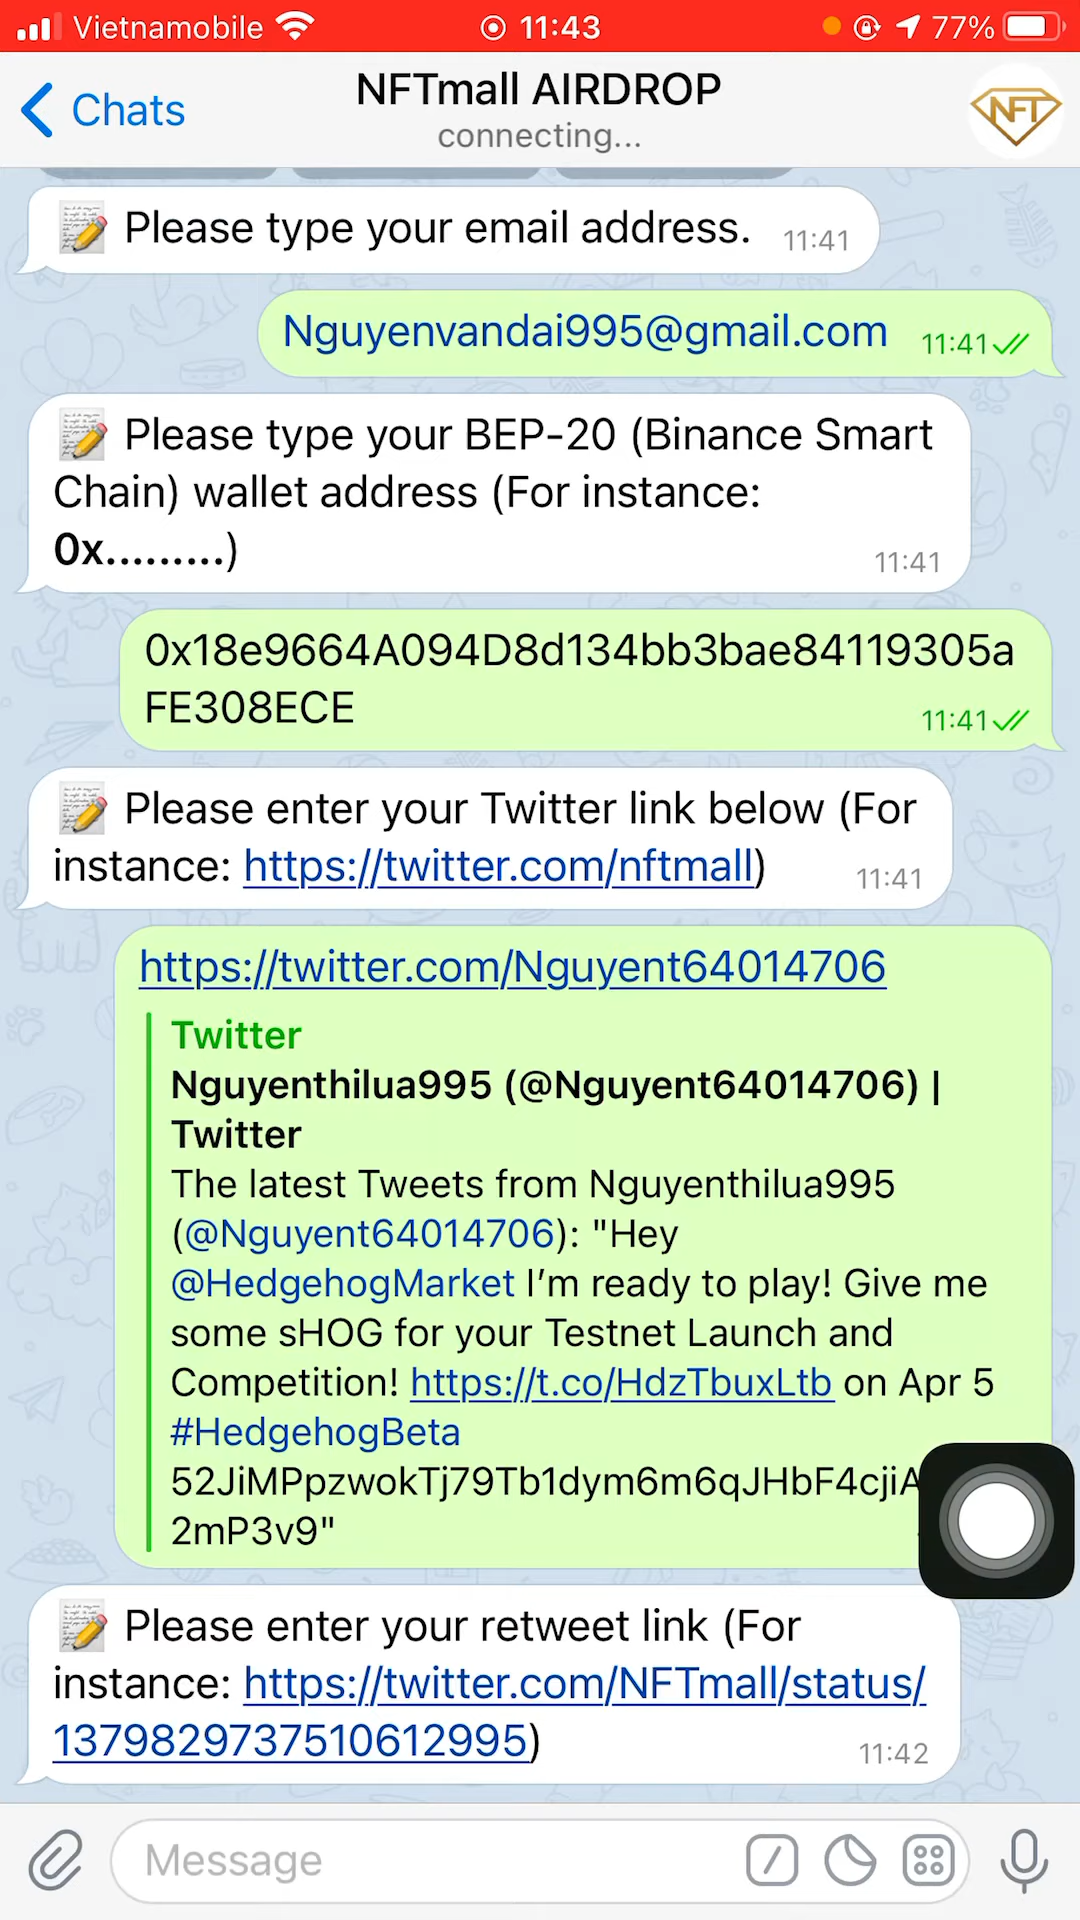 Vietnamobile 11:43 77%
Chats
NFTmall AIRDROP
connecting...
NFT
Please type your email address. 11:41
Nguyenvandai995@gmail.com 11:41
Please type your BEP-20 (Binance Smart
Chain) wallet address (For instance:
0x.........) 11:41
0x18e9664A094D8d134bb3bae84119305a
FE308ECE 11:41
Please enter your Twitter link below (For
instance: https://twitter.com/nftmall) 11:41
https://twitter.com/Nguyent64014706
Twitter
Nguyenthilua995 (@Nguyent64014706) |
Twitter
The latest Tweets from Nguyenthilua995
(@Nguyent64014706): "Hey
@HedgehogMarket I'm ready to play! Give me
some sHOG for your Testnet Launch and
Competition! https://t.co/HdzTbuxLtb on Apr 5
#HedgehogBeta
52JiMPpzwokTj79Tb1dym6m6qJHbF4cjiA
2mP3v9"
Please enter your retweet link (For
instance: https://twitter.com/NFTmall/status/
1379829737510612995) 11:42
Message